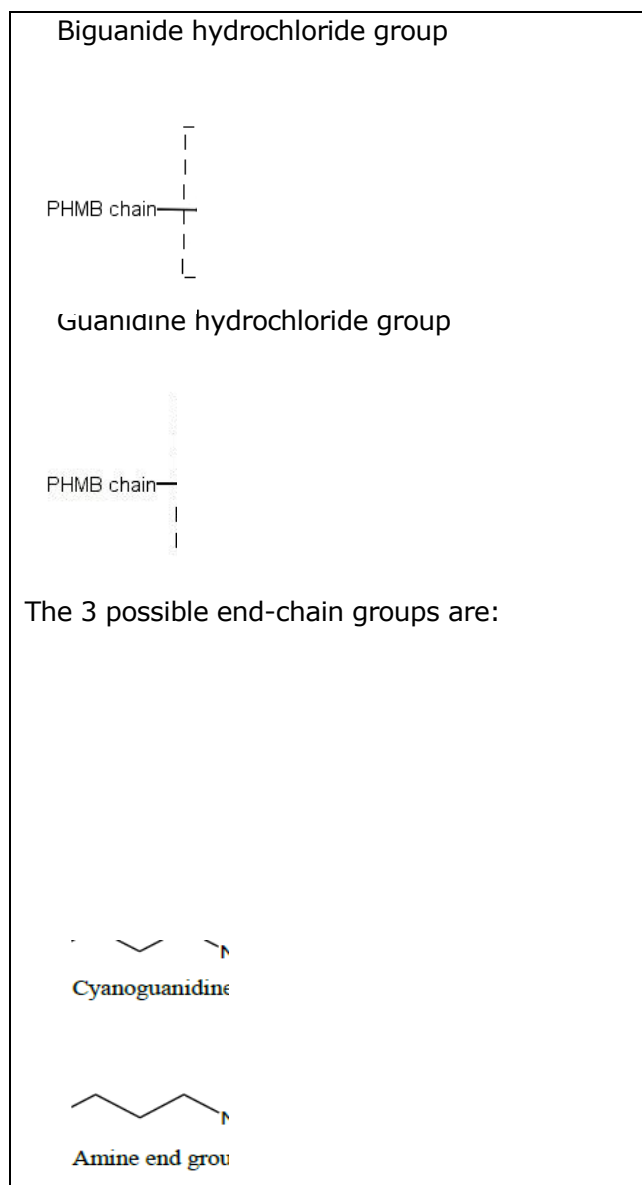 Biguanide hydrochloride group
PHMB chain
Guanidine hydrochloride group
PHMB chain
The 3 possible end-chain groups are:
N
Cyanoguanidine
N
Amine end grou